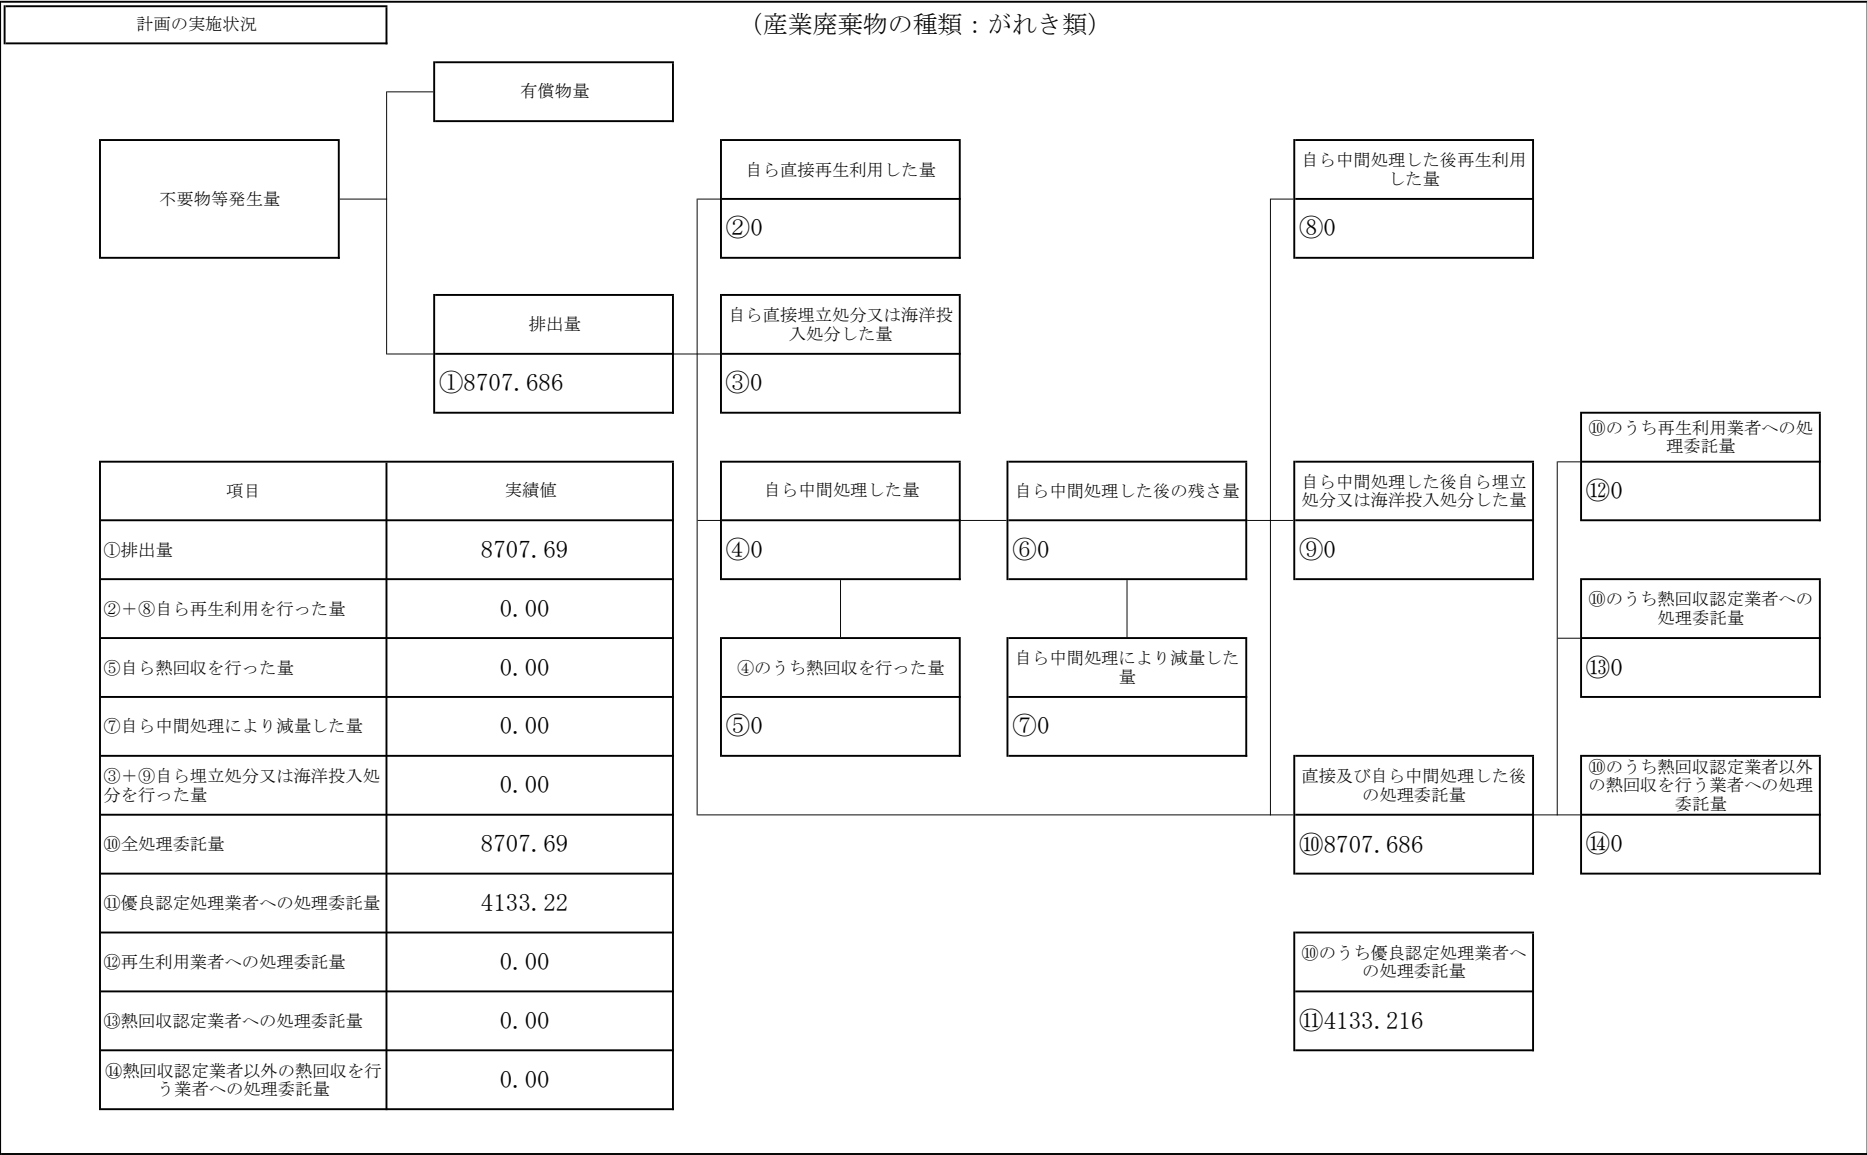 計画の実施状況
（産業廃棄物の種類：がれき類）
有償物量
不要物等発生量
自ら直接再生利用した量
②0
自ら中間処理した後再生利用
した量
⑧0
排出量
①8707.686
自ら直接埋立処分又は海洋投
入処分した量
③0
⑩のうち再生利用業者への処
理委託量
⑫0
自ら中間処理した量
④0
自ら中間処理した後の残さ量
⑥0
自ら中間処理した後自ら埋立
処分又は海洋投入処分した量
⑨0
⑩のうち熱回収認定業者への
処理委託量
⑬0
④のうち熱回収を行った量
⑤0
自ら中間処理により減量した
量
⑦0
直接及び自ら中間処理した後
の処理委託量
⑩8707.686
⑩のうち熱回収認定業者以外
の熱回収を行う業者への処理
委託量
⑭0
⑩のうち優良認定処理業者へ
の処理委託量
⑪4133.216
項目 実績値
①排出量 8707.69
②＋⑧自ら再生利用を行った量 0.00
⑤自ら熱回収を行った量 0.00
⑦自ら中間処理により減量した量 0.00
③＋⑨自ら埋立処分又は海洋投入処
分を行った量 0.00
⑩全処理委託量 8707.69
⑪優良認定処理業者への処理委託量 4133.22
⑫再生利用業者への処理委託量 0.00
⑬熱回収認定業者への処理委託量 0.00
⑭熱回収認定業者以外の熱回収を行
う業者への処理委託量 0.00